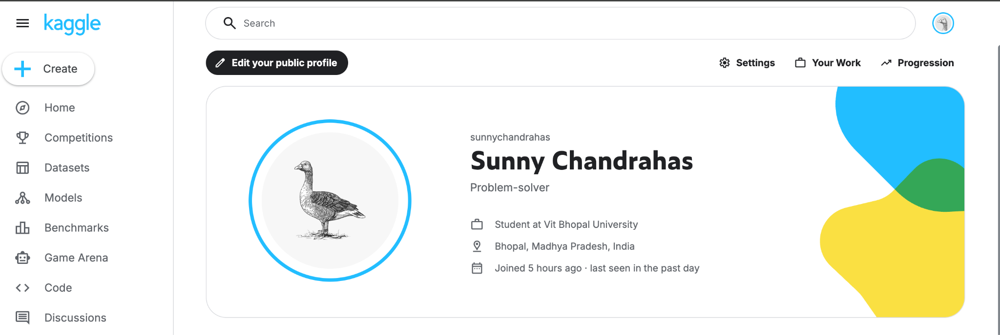 kaggle
Search
Create
Edit your public profile
Settings
Your Work
Progression
Home
Competitions
Datasets
Models
Benchmarks
Game Arena
Code
Discussions
sunnychandrahas
Sunny Chandrahas
Problem-solver
Student at Vit Bhopal University
Bhopal, Madhya Pradesh, India
Joined 5 hours ago · last seen in the past day